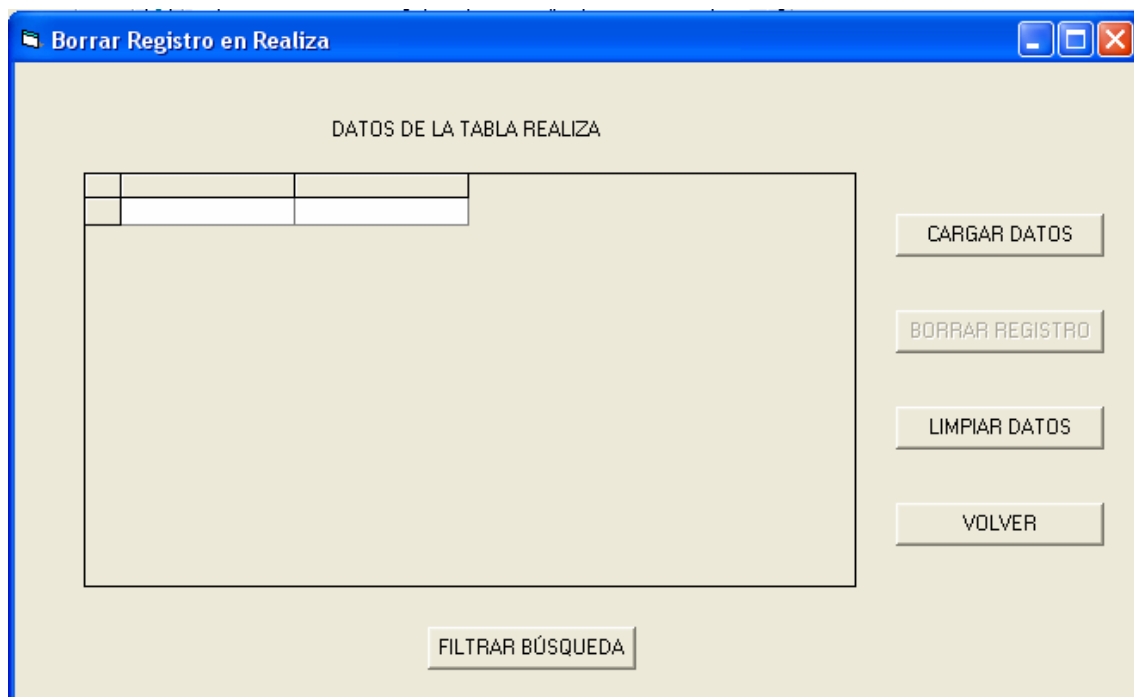 Borrar Registro en Realiza
DATOS DE LA TABLA REALIZA
CARGAR DATOS
BORRAR REGISTRO
LIMPIAR DATOS
VOLVER
FILTRAR BÚSQUEDA